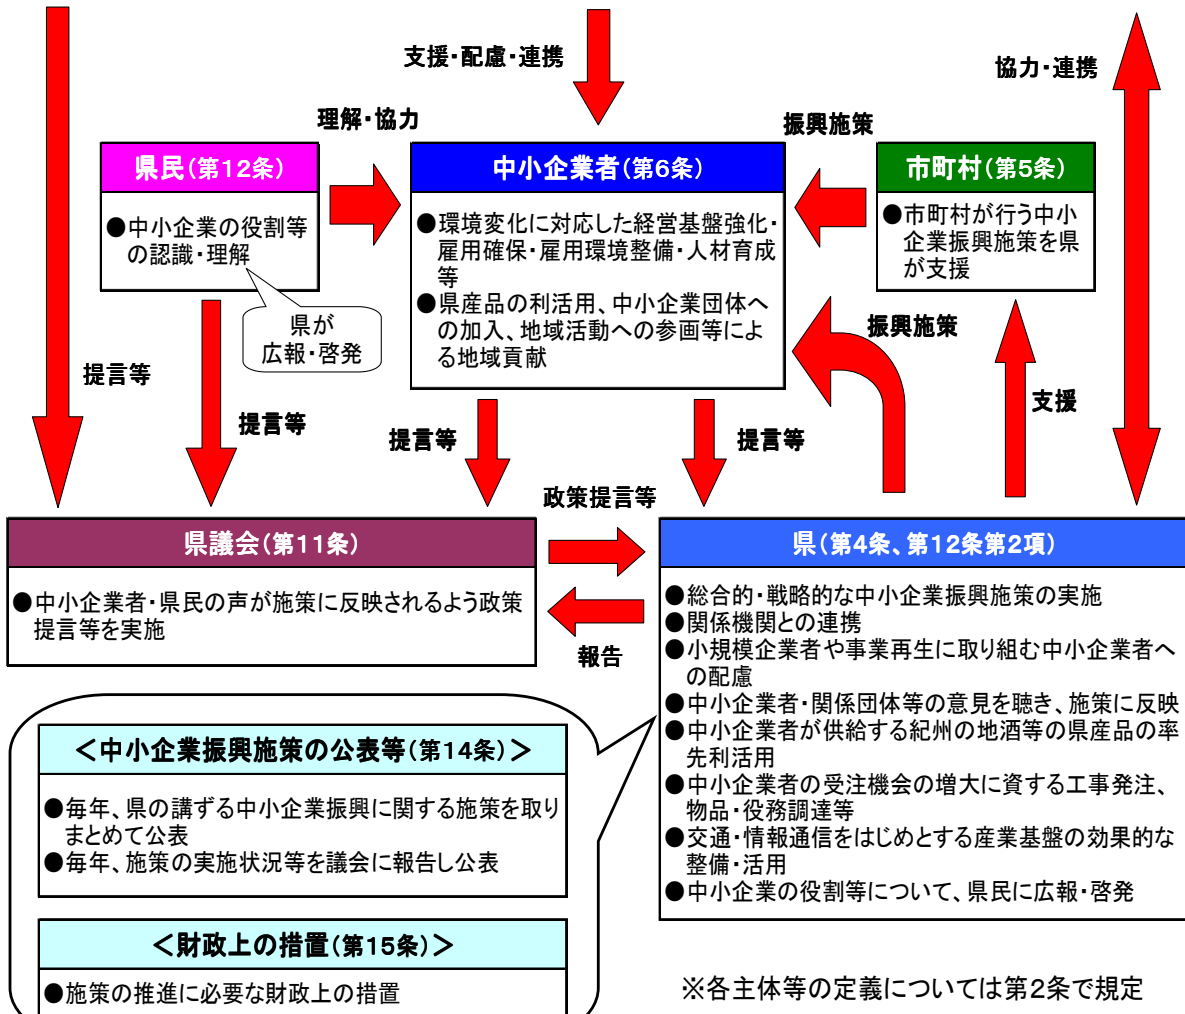 支援・配慮・連携
協力・連携
理解・協力
振興施策
県民(第12条)
●中小企業の役割等
の認識・理解
県が
広報・啓発
中小企業者(第6条)
●環境変化に対応した経営基盤強化・
雇用確保・雇用環境整備・人材育成
等
●県産品の利活用、中小企業団体へ
の加入、地域活動への参画等によ
る地域貢献
市町村(第5条)
●市町村が行う中小
企業振興施策を県
が支援
振興施策
提言等
提言等
提言等
提言等
支援
政策提言等
報告
県議会(第11条)
●中小企業者・県民の声が施策に反映されるよう政策
提言等を実施
県(第4条、第12条第2項)
●総合的・戦略的な中小企業振興施策の実施
●関係機関との連携
●小規模企業者や事業再生に取り組む中小企業者へ
の配慮
●中小企業者・関係団体等の意見を聴き、施策に反映
●中小企業者が供給する紀州の地酒等の県産品の率
先利活用
●中小企業者の受注機会の増大に資する工事発注、
物品・役務調達等
●交通・情報通信をはじめとする産業基盤の効果的な
整備・活用
●中小企業の役割等について、県民に広報・啓発
＜中小企業振興施策の公表等(第14条)＞
●毎年、県の講ずる中小企業振興に関する施策を取り
まとめて公表
●毎年、施策の実施状況等を議会に報告し公表
＜財政上の措置(第15条)＞
●施策の推進に必要な財政上の措置
※各主体等の定義については第2条で規定